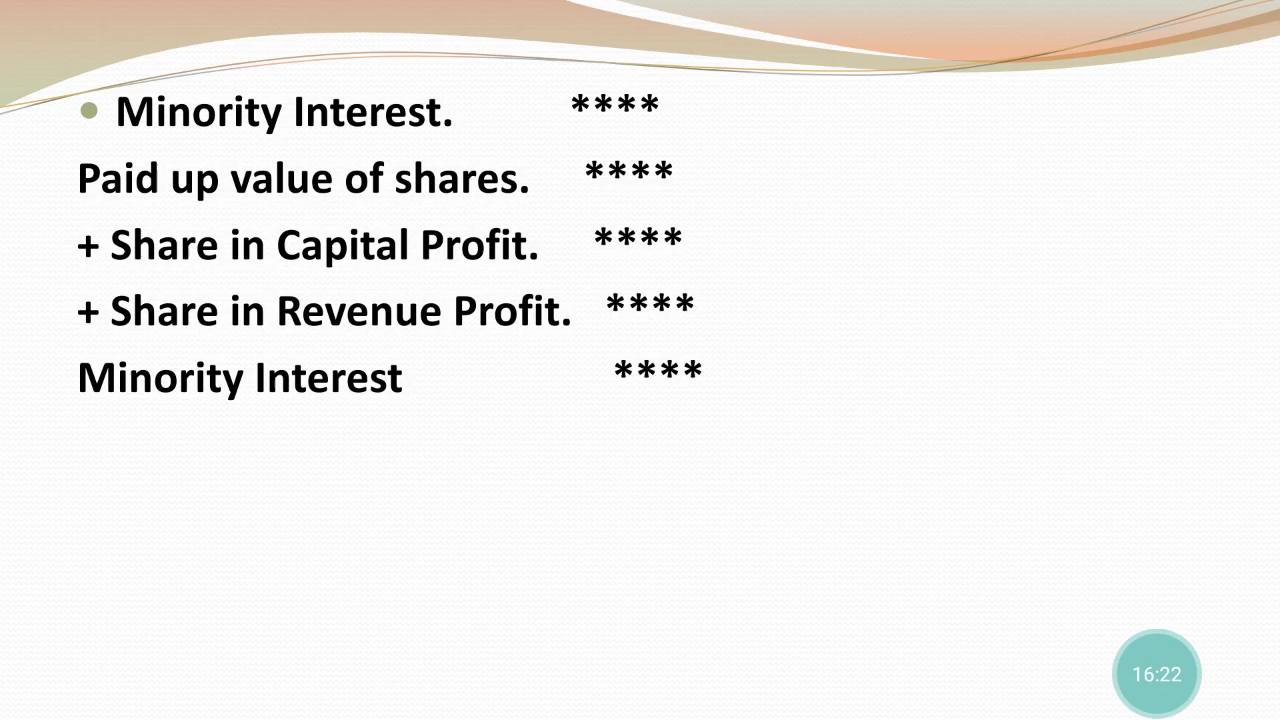 • Minority Interest. ****
Paid up value of shares. ****
+ Share in Capital Profit. ****
+ Share in Revenue Profit. ****
Minority Interest ****
16:22